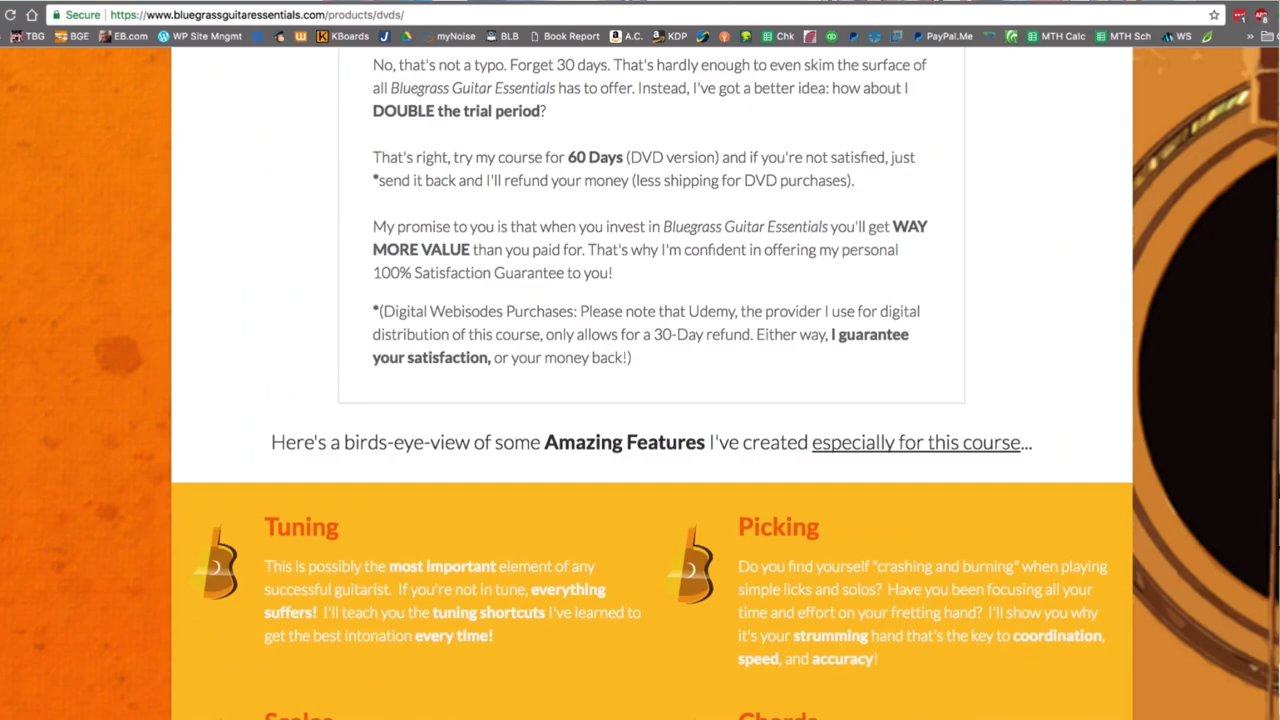 Secure https://www.bluegrassguitaressentials.com/products/dvds/
TBG BGE EB.com WP Site Mngmt KBoards myNoise BLB Book Report A.C. KDP Chk PayPal.Me MTH Calc MTH Sch WS »
No, that's not a typo. Forget 30 days. That's hardly enough to even skim the surface of
all Bluegrass Guitar Essentials has to offer. Instead, I've got a better idea: how about I
DOUBLE the trial period?
That's right, try my course for 60 Days (DVD version) and if you're not satisfied, just
*send it back and I'll refund your money (less shipping for DVD purchases).
My promise to you is that when you invest in Bluegrass Guitar Essentials you'll get WAY
MORE VALUE than you paid for. That's why I'm confident in offering my personal
100% Satisfaction Guarantee to you!
*(Digital Webisodes Purchases: Please note that Udemy, the provider I use for digital
distribution of this course, only allows for a 30-Day refund. Either way, I guarantee
your satisfaction, or your money back!)
Here's a birds-eye-view of some Amazing Features I've created especially for this course...
Tuning
This is possibly the most important element of any
successful guitarist. If you're not in tune, everything
suffers! I'll teach you the tuning shortcuts I've learned to
get the best intonation every time!
Picking
Do you find yourself "crashing and burning" when playing
simple licks and solos? Have you been focusing all your
time and effort on your fretting hand? I'll show you why
it's your strumming hand that's the key to coordination,
speed, and accuracy!
Scales
Chords